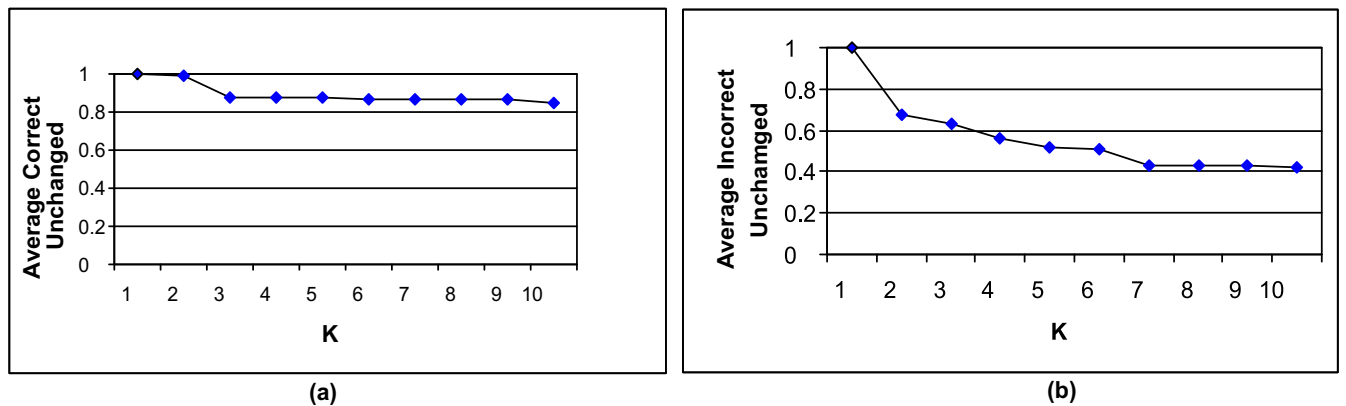 Average Correct
Unchanged
1
0.8
0.6
0.4
0.2
0
1 2 3 4 5 6 7 8 9 10
K
(a)
Average Incorrect
Unchamged
1
0.8
0.6
0.4
0.2
0
1 2 3 4 5 6 7 8 9 10
K
(b)